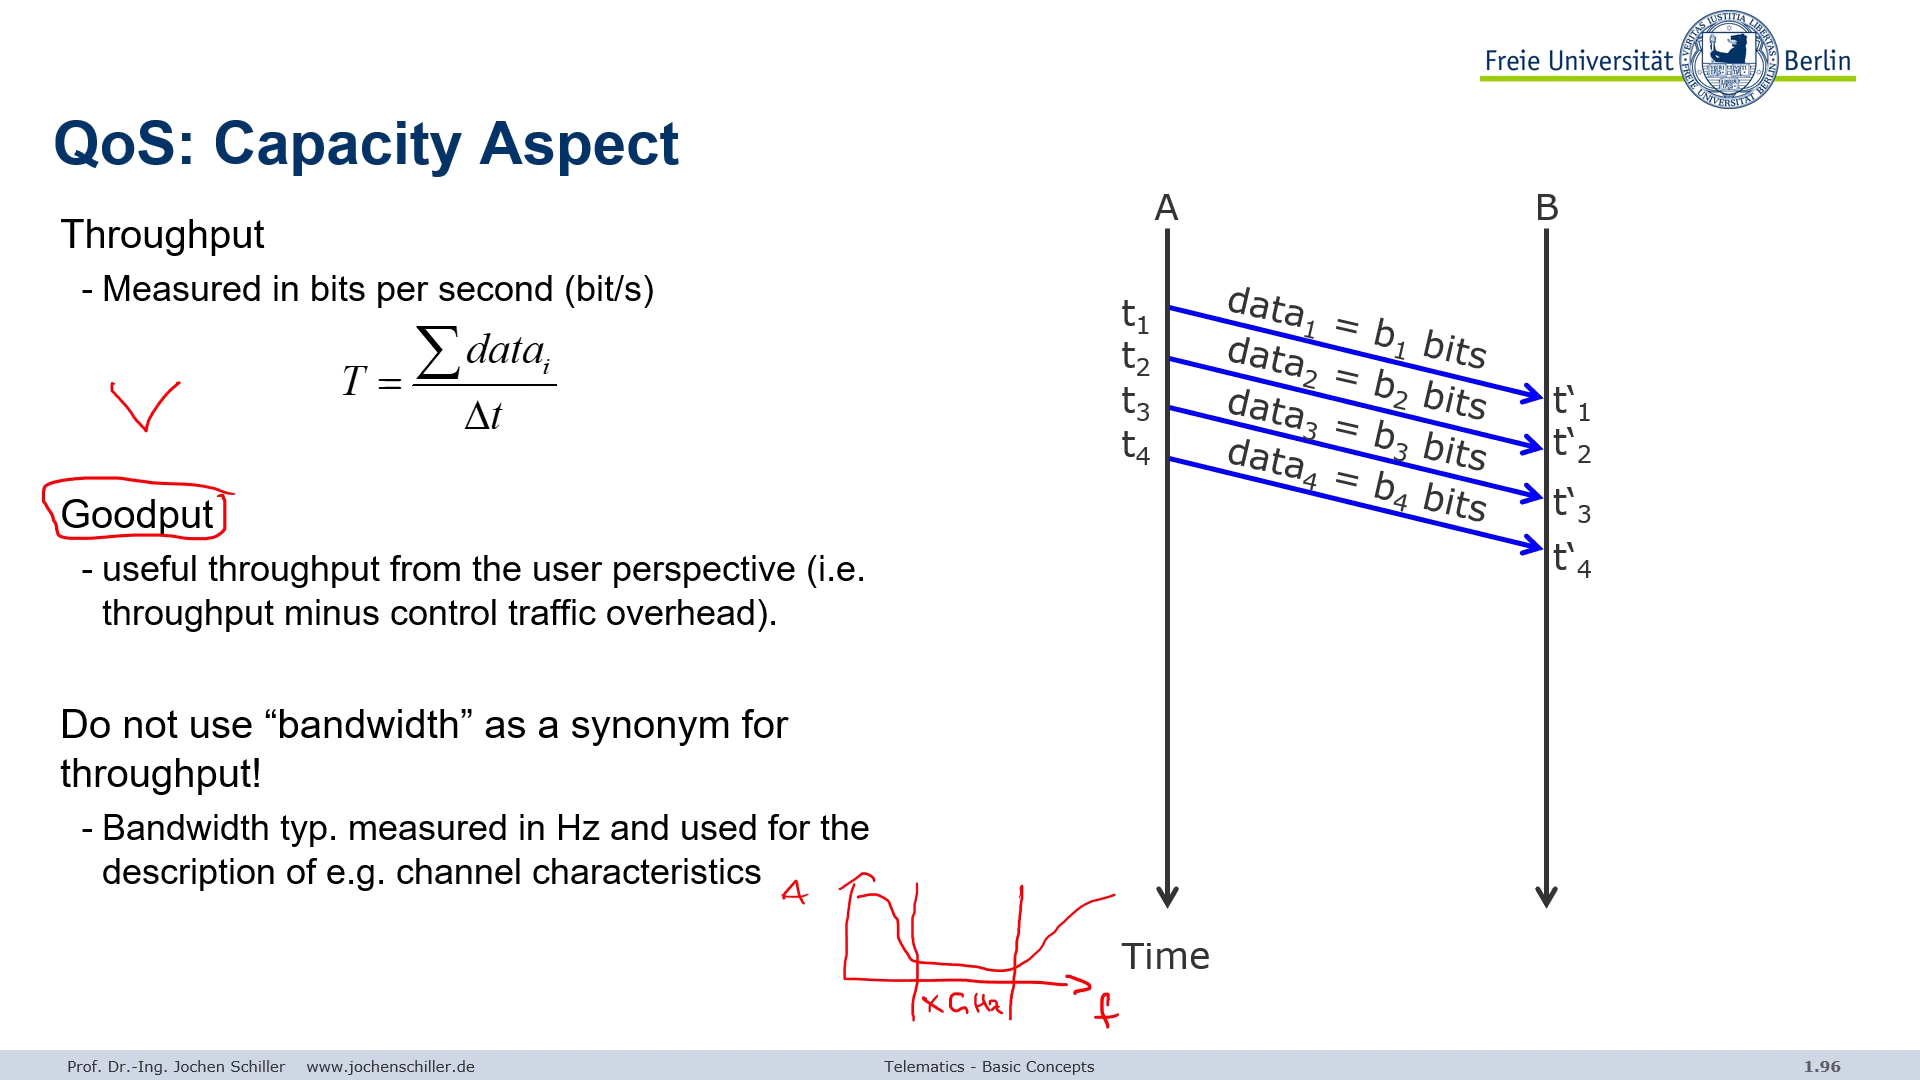 Freie Universität Berlin
QoS: Capacity Aspect
Throughput
- Measured in bits per second (bit/s)
T = ∑ data_i / Δt
Goodput
- useful throughput from the user perspective (i.e.
throughput minus control traffic overhead).
Do not use “bandwidth” as a synonym for
throughput!
- Bandwidth typ. measured in Hz and used for the
description of e.g. channel characteristics
A
x GHz
f
A
B
t1
t2
t3
t4
data1 = b1 bits
data2 = b2 bits
data3 = b3 bits
data4 = b4 bits
t‘1
t‘2
t‘3
t‘4
Time
Prof. Dr.-Ing. Jochen Schiller www.jochenschiller.de
Telematics - Basic Concepts
1.96